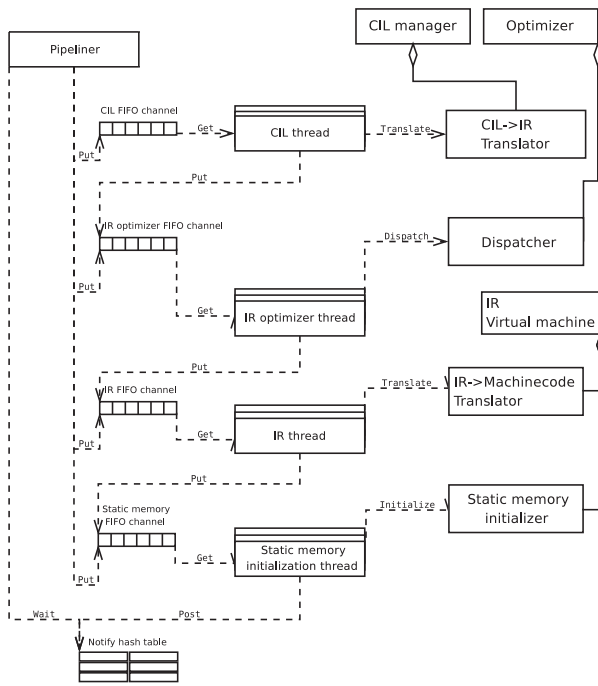 CIL manager
Optimizer
Pipeliner
CIL FIFO channel
Get
CIL thread
Translate
CIL->IR
Translator
Put
Put
IR optimizer FIFO channel
Dispatch
Dispatcher
Put
Get
IR optimizer thread
IR
Virtual machine
Put
IR FIFO channel
Translate
IR->Machinecode
Translator
Put
Get
IR thread
Put
Static memory
FIFO channel
Initialize
Static memory
initializer
Get
Static memory
initialization thread
Put
Wait
Post
Notify hash table